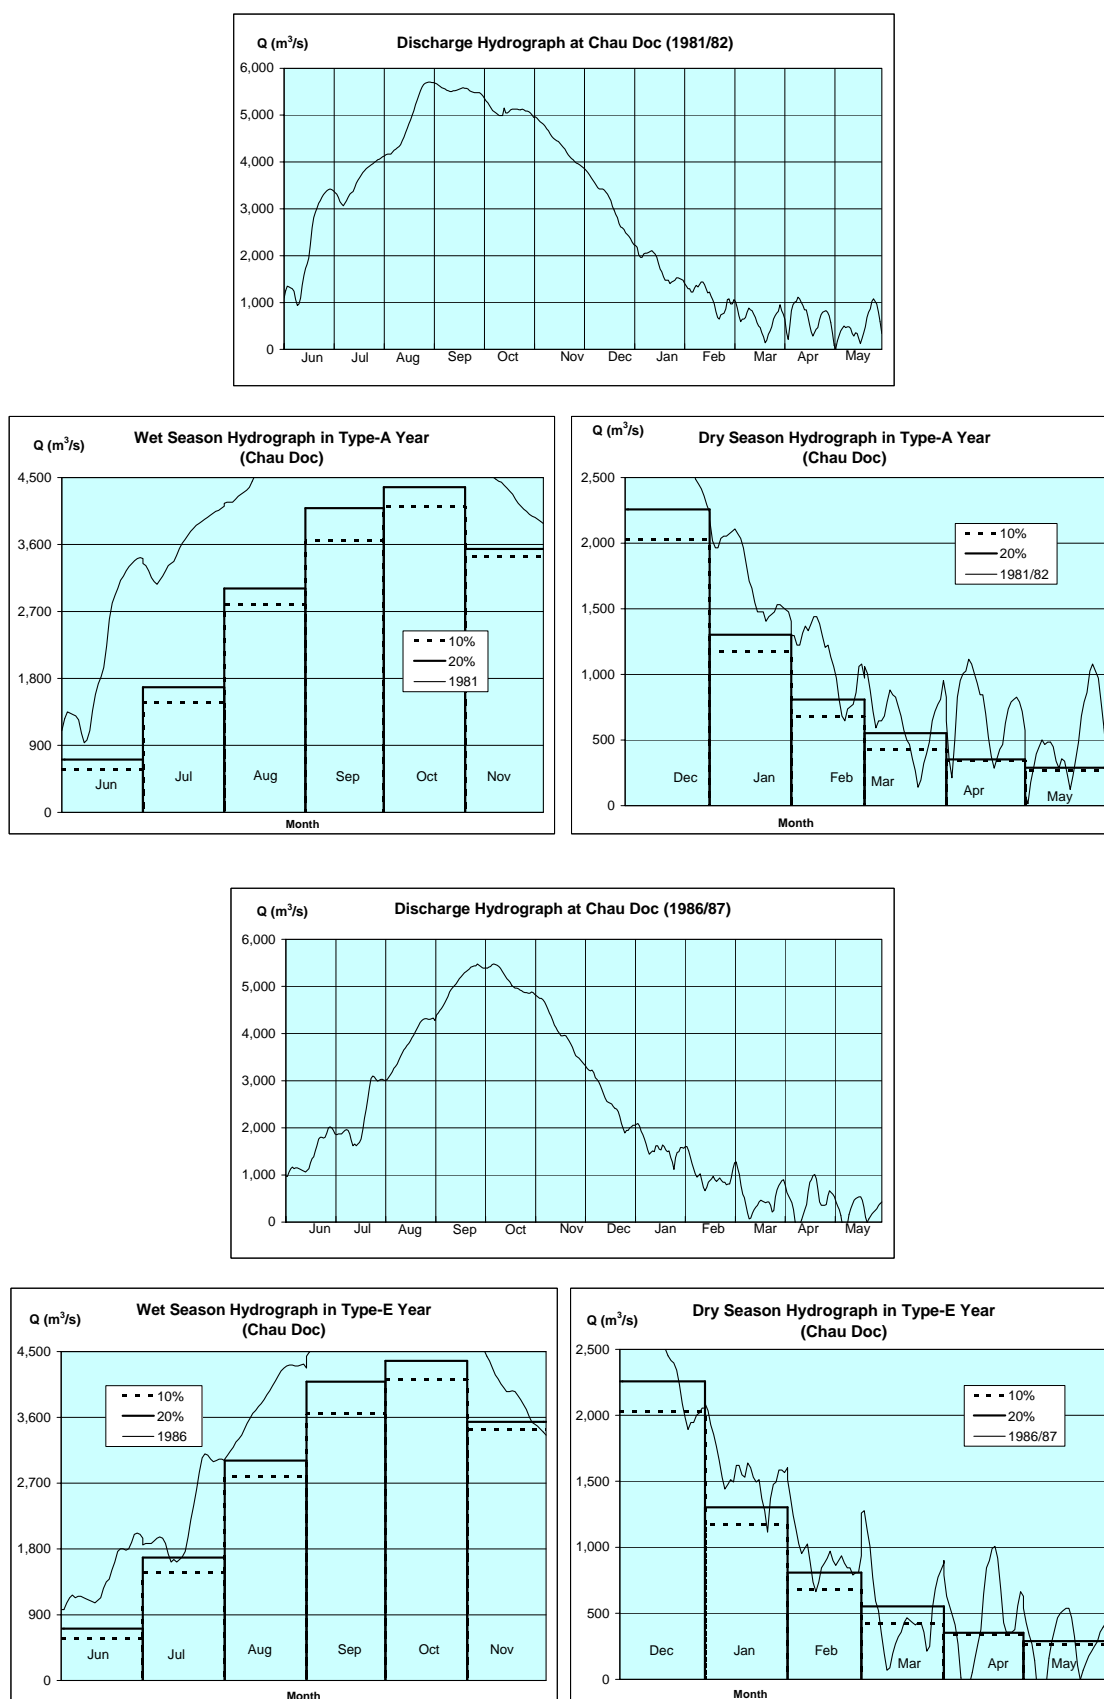 Q (m³/s)
Discharge Hydrograph at Chau Doc (1981/82)
6,000
5,000
4,000
3,000
2,000
1,000
0
Jun Jul Aug Sep Oct Nov Dec Jan Feb Mar Apr May
Q (m³/s)
Wet Season Hydrograph in Type-A Year
(Chau Doc)
4,500
3,600
2,700
1,800
900
0
10%
20%
1981
Jun Jul Aug Sep Oct Nov
Month
Q (m³/s)
Dry Season Hydrograph in Type-A Year
(Chau Doc)
2,500
2,000
1,500
1,000
500
0
10%
20%
1981/82
Dec Jan Feb Mar Apr May
Month
Q (m³/s)
Discharge Hydrograph at Chau Doc (1986/87)
6,000
5,000
4,000
3,000
2,000
1,000
0
Jun Jul Aug Sep Oct Nov Dec Jan Feb Mar Apr May
Q (m³/s)
Wet Season Hydrograph in Type-E Year
(Chau Doc)
4,500
3,600
2,700
1,800
900
0
10%
20%
1986
Jun Jul Aug Sep Oct Nov
Month
Q (m³/s)
Dry Season Hydrograph in Type-E Year
(Chau Doc)
2,500
2,000
1,500
1,000
500
0
10%
20%
1986/87
Dec Jan Feb Mar Apr May
Month